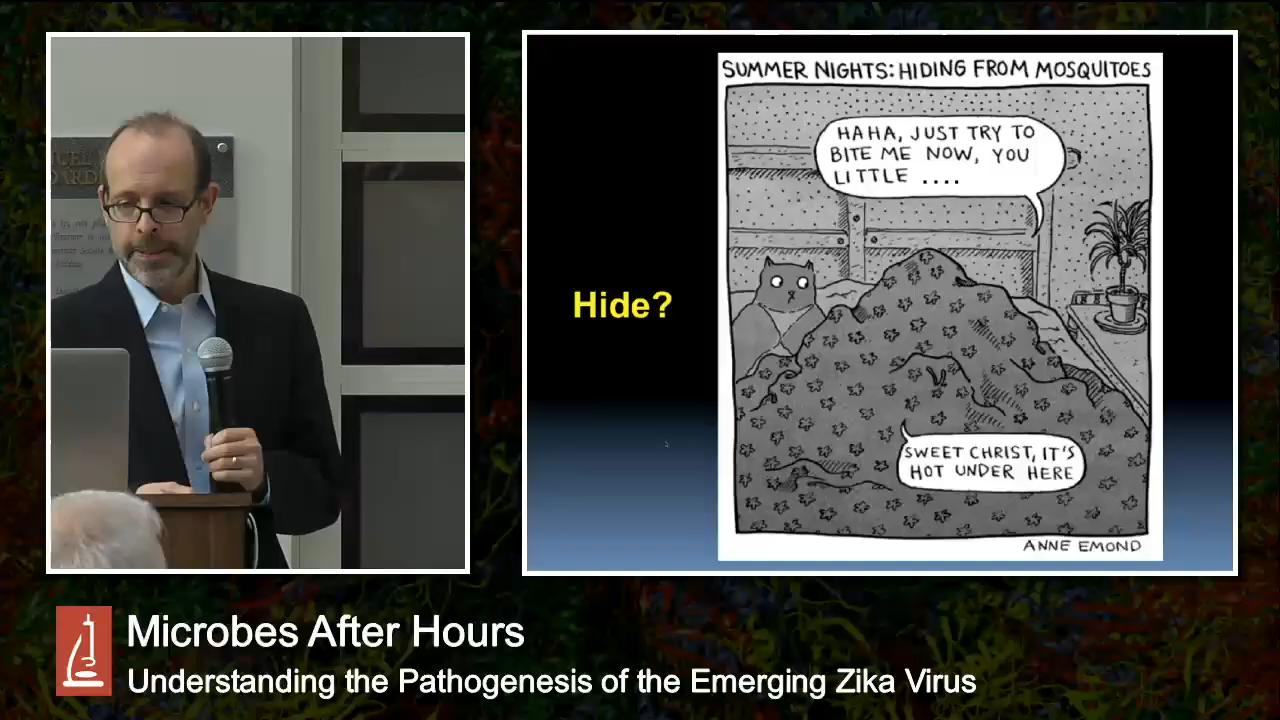 SUMMER NIGHTS: HIDING FROM MOSQUITOES
HAHA, JUST TRY TO
BITE ME NOW, YOU
LITTLE ....
Hide?
SWEET CHRIST, IT'S
HOT UNDER HERE
ANNE EMOND
Microbes After Hours
Understanding the Pathogenesis of the Emerging Zika Virus